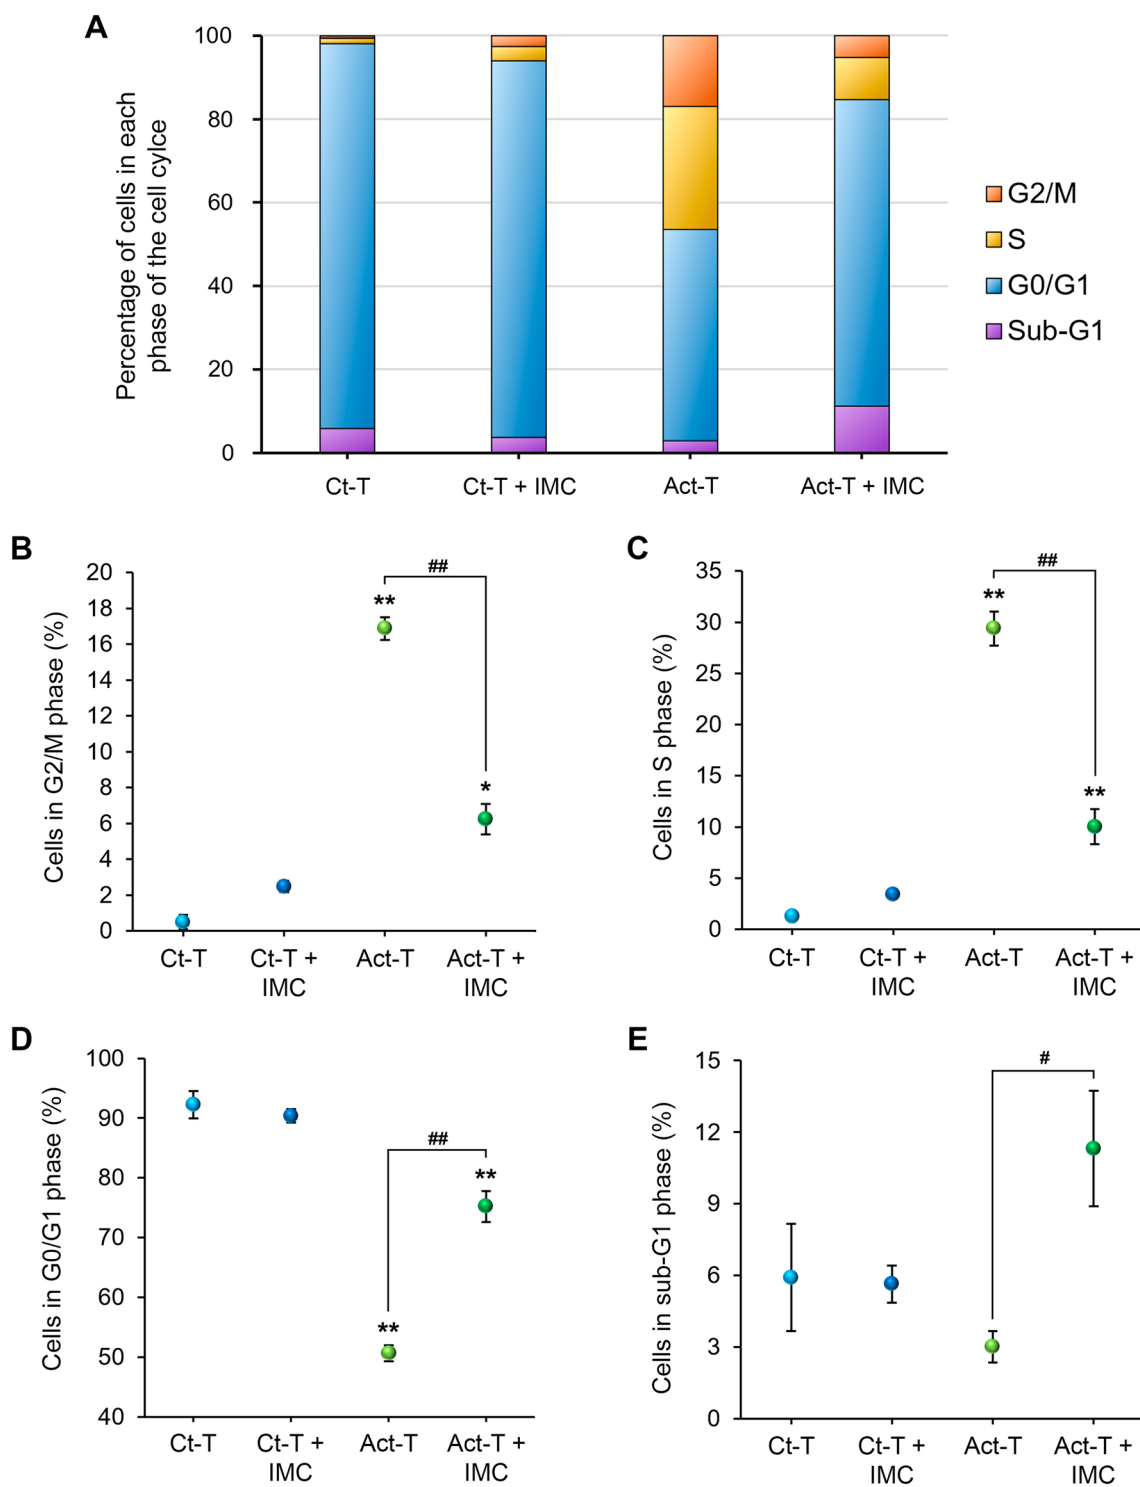 A
Percentage of cells in each
phase of the cell cylce
100
80
60
40
20
0
Ct-T
Ct-T + IMC
Act-T
Act-T + IMC
G2/M
S
G0/G1
Sub-G1
B
Cells in G2/M phase (%)
20
18
16
14
12
10
8
6
4
2
0
##
**
*
Ct-T
Ct-T +
IMC
Act-T
Act-T +
IMC
C
Cells in S phase (%)
35
30
25
20
15
10
5
0
##
**
**
Ct-T
Ct-T +
IMC
Act-T
Act-T +
IMC
D
Cells in G0/G1 phase (%)
100
90
80
70
60
50
40
##
**
**
Ct-T
Ct-T +
IMC
Act-T
Act-T +
IMC
E
Cells in sub-G1 phase (%)
15
12
9
6
3
0
#
Ct-T
Ct-T +
IMC
Act-T
Act-T +
IMC